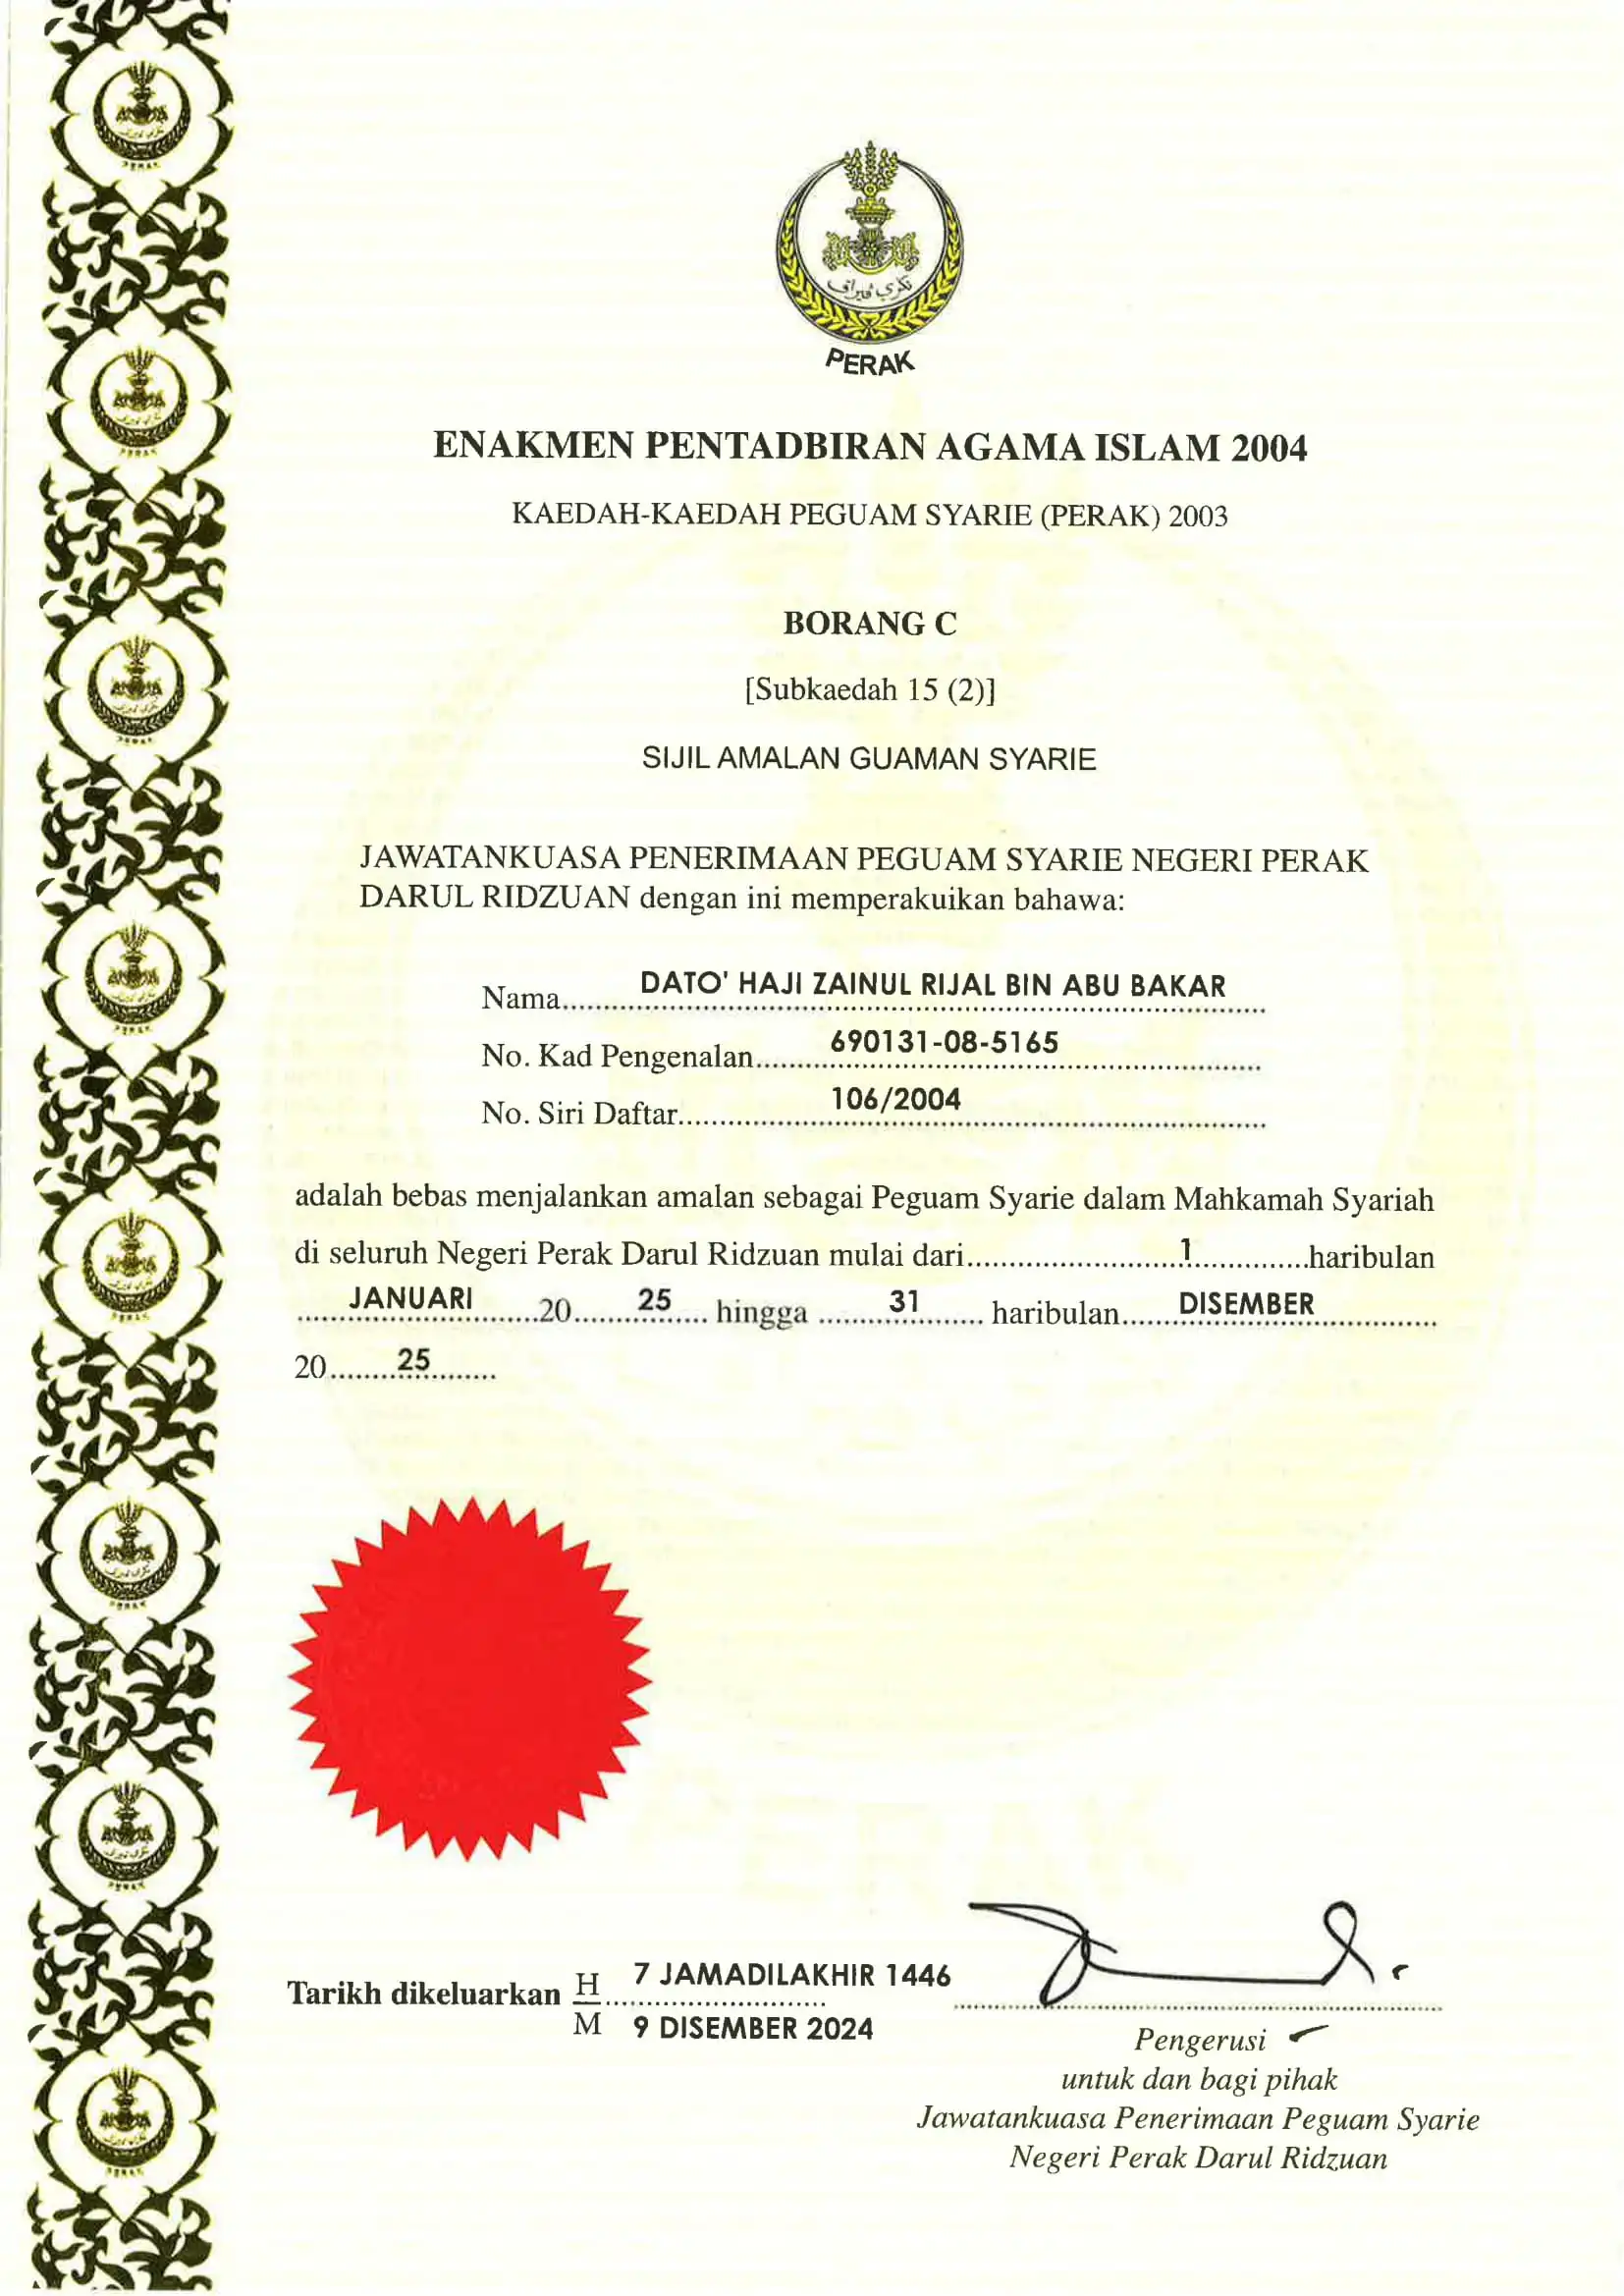 نݢري ڤيراق
PERAK
ENAKMEN PENTADBIRAN AGAMA ISLAM 2004
KAEDAH-KAEDAH PEGUAM SYARIE (PERAK) 2003
BORANG C
[Subkaedah 15 (2)]
SIJIL AMALAN GUAMAN SYARIE
JAWATANKUASA PENERIMAAN PEGUAM SYARIE NEGERI PERAK
DARUL RIDZUAN dengan ini memperakuikan bahawa:
Nama DATO' HAJI ZAINUL RIJAL BIN ABU BAKAR
No. Kad Pengenalan 690131-08-5165
No. Siri Daftar 106/2004
adalah bebas menjalankan amalan sebagai Peguam Syarie dalam Mahkamah Syariah
di seluruh Negeri Perak Darul Ridzuan mulai dari 1 haribulan
JANUARI 20 25 hingga 31 haribulan DISEMBER
20 25
Tarikh dikeluarkan H 7 JAMADILAKHIR 1446
M 9 DISEMBER 2024
Pengerusi
untuk dan bagi pihak
Jawatankuasa Penerimaan Peguam Syarie
Negeri Perak Darul Ridzuan